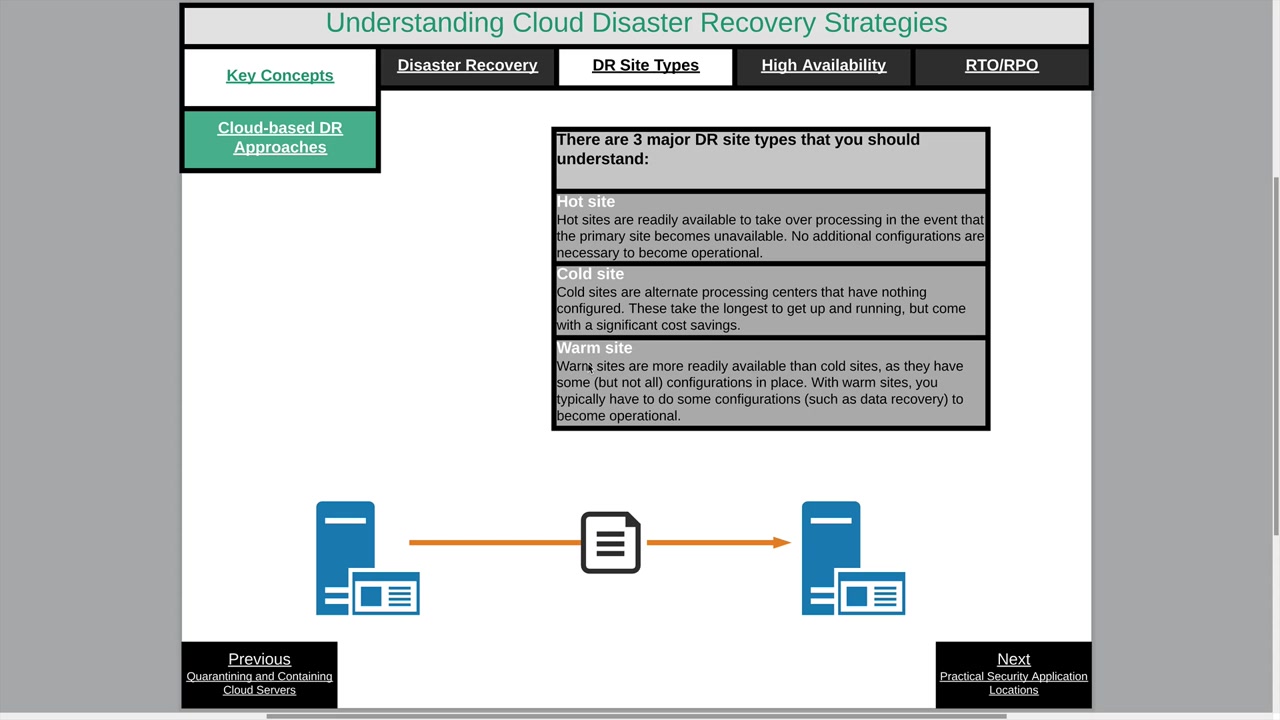 Understanding Cloud Disaster Recovery Strategies
Key Concepts
Disaster Recovery
DR Site Types
High Availability
RTO/RPO
Cloud-based DR
Approaches
There are 3 major DR site types that you should
understand:
Hot site
Hot sites are readily available to take over processing in the event that
the primary site becomes unavailable. No additional configurations are
necessary to become operational.
Cold site
Cold sites are alternate processing centers that have nothing
configured. These take the longest to get up and running, but come
with a significant cost savings.
Warm site
Warm sites are more readily available than cold sites, as they have
some (but not all) configurations in place. With warm sites, you
typically have to do some configurations (such as data recovery) to
become operational.
Previous
Quarantining and Containing
Cloud Servers
Next
Practical Security Application
Locations